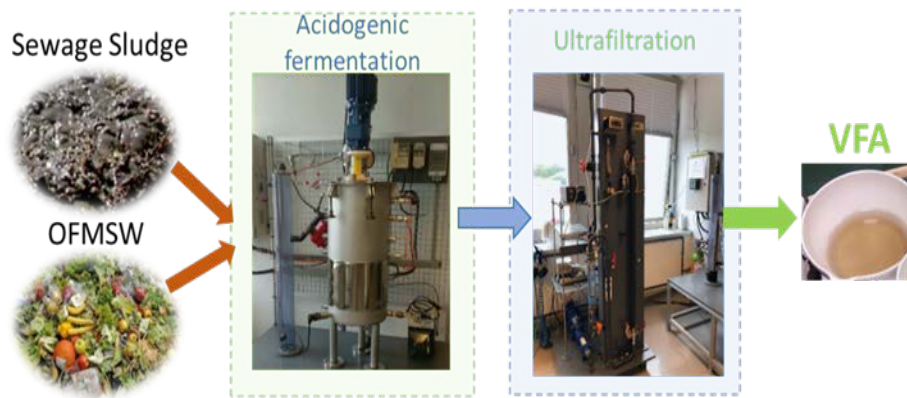 Sewage Sludge
OFMSW
Acidogenic
fermentation
Ultrafiltration
VFA